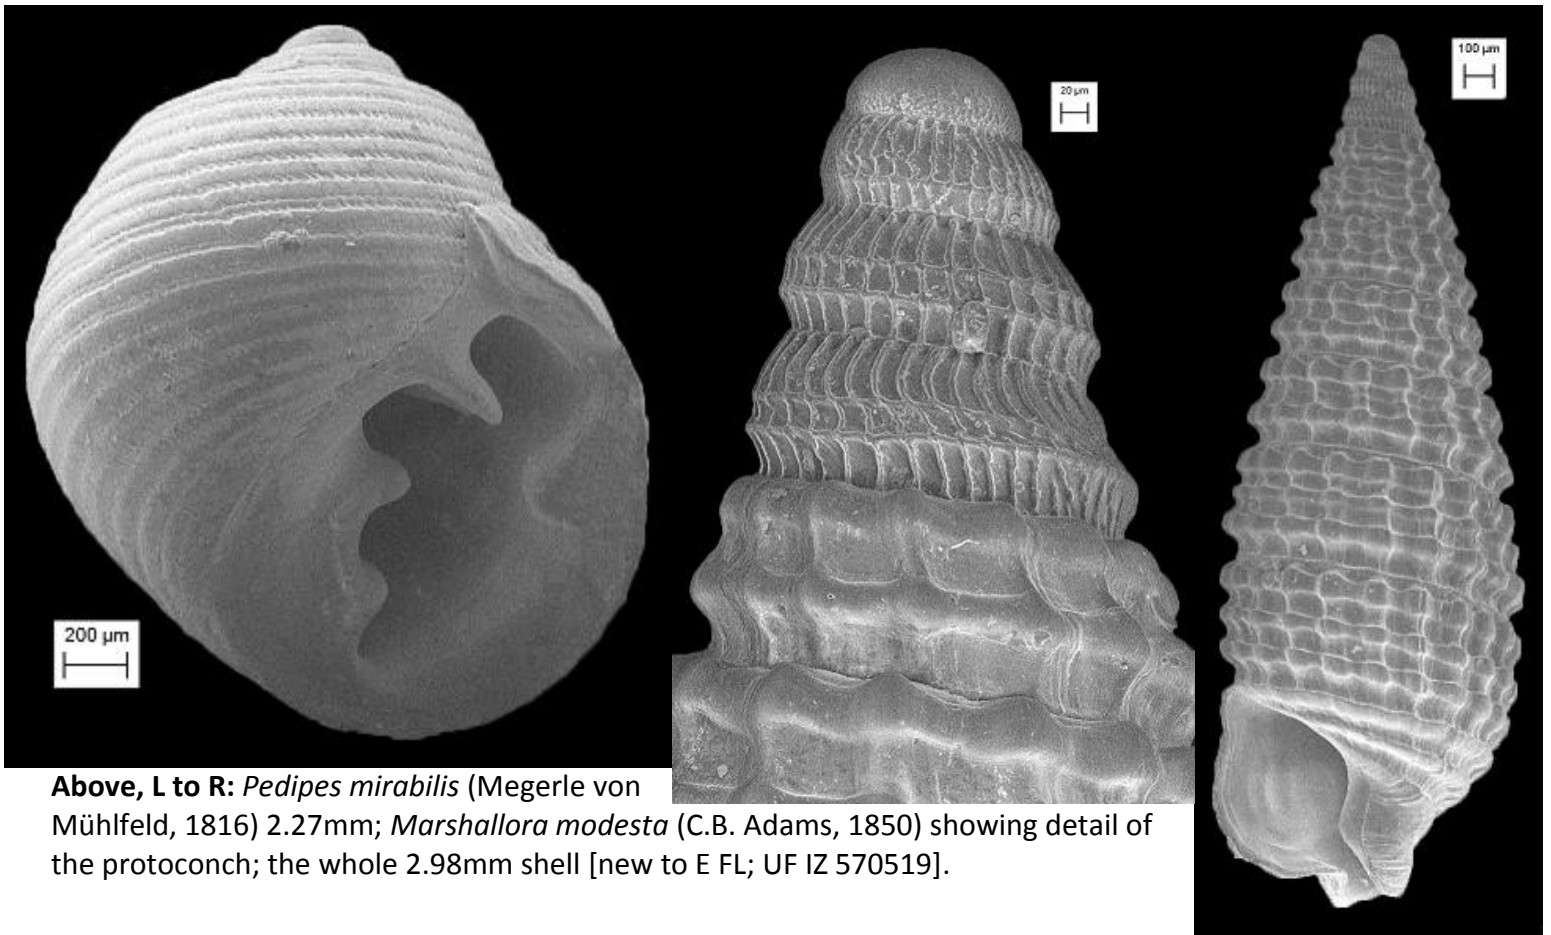 100 µm
20 µm
200 µm
Above, L to R: Pedipes mirabilis (Megerle von
Mühlfeld, 1816) 2.27mm; Marshallora modesta (C.B. Adams, 1850) showing detail of
the protoconch; the whole 2.98mm shell [new to E FL; UF IZ 570519].